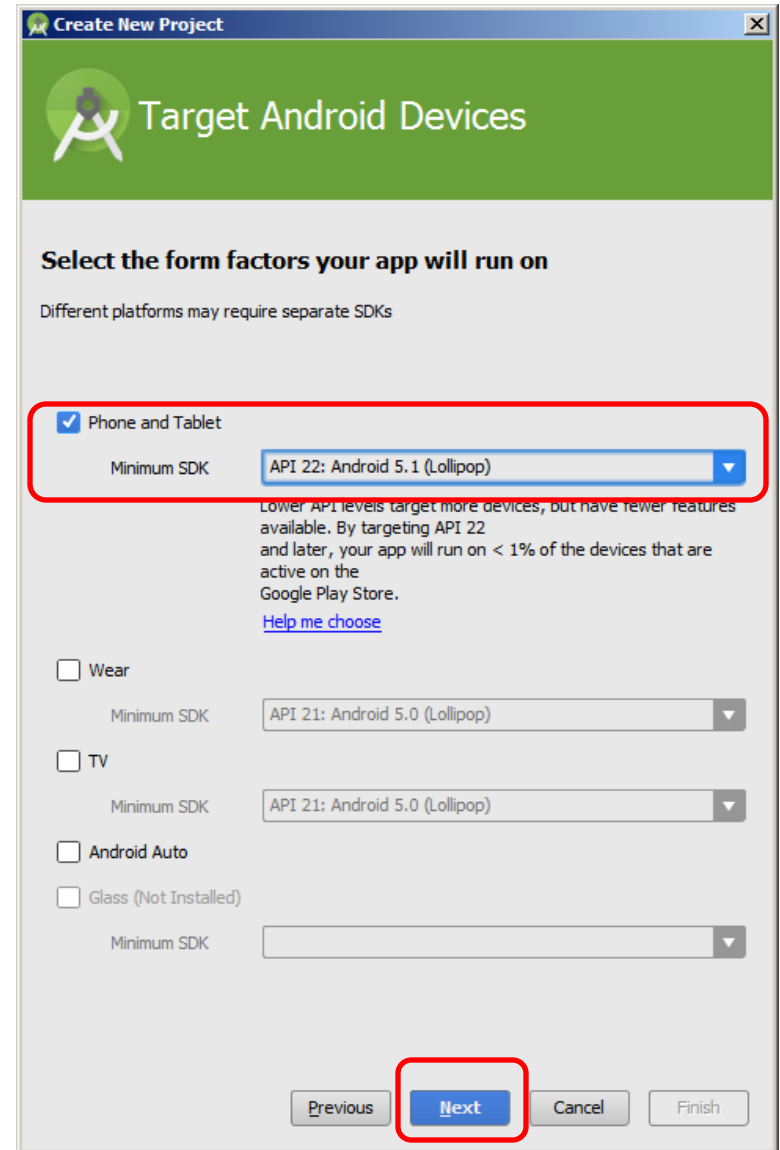 Create New Project
Target Android Devices
Select the form factors your app will run on
Different platforms may require separate SDKs
Phone and Tablet
Minimum SDK API 22: Android 5.1 (Lollipop)
Lower API levels target more devices, but have fewer features
available. By targeting API 22
and later, your app will run on < 1% of the devices that are
active on the
Google Play Store.
Help me choose
Wear
Minimum SDK API 21: Android 5.0 (Lollipop)
TV
Minimum SDK API 21: Android 5.0 (Lollipop)
Android Auto
Glass (Not Installed)
Minimum SDK
Previous Next Cancel Finish